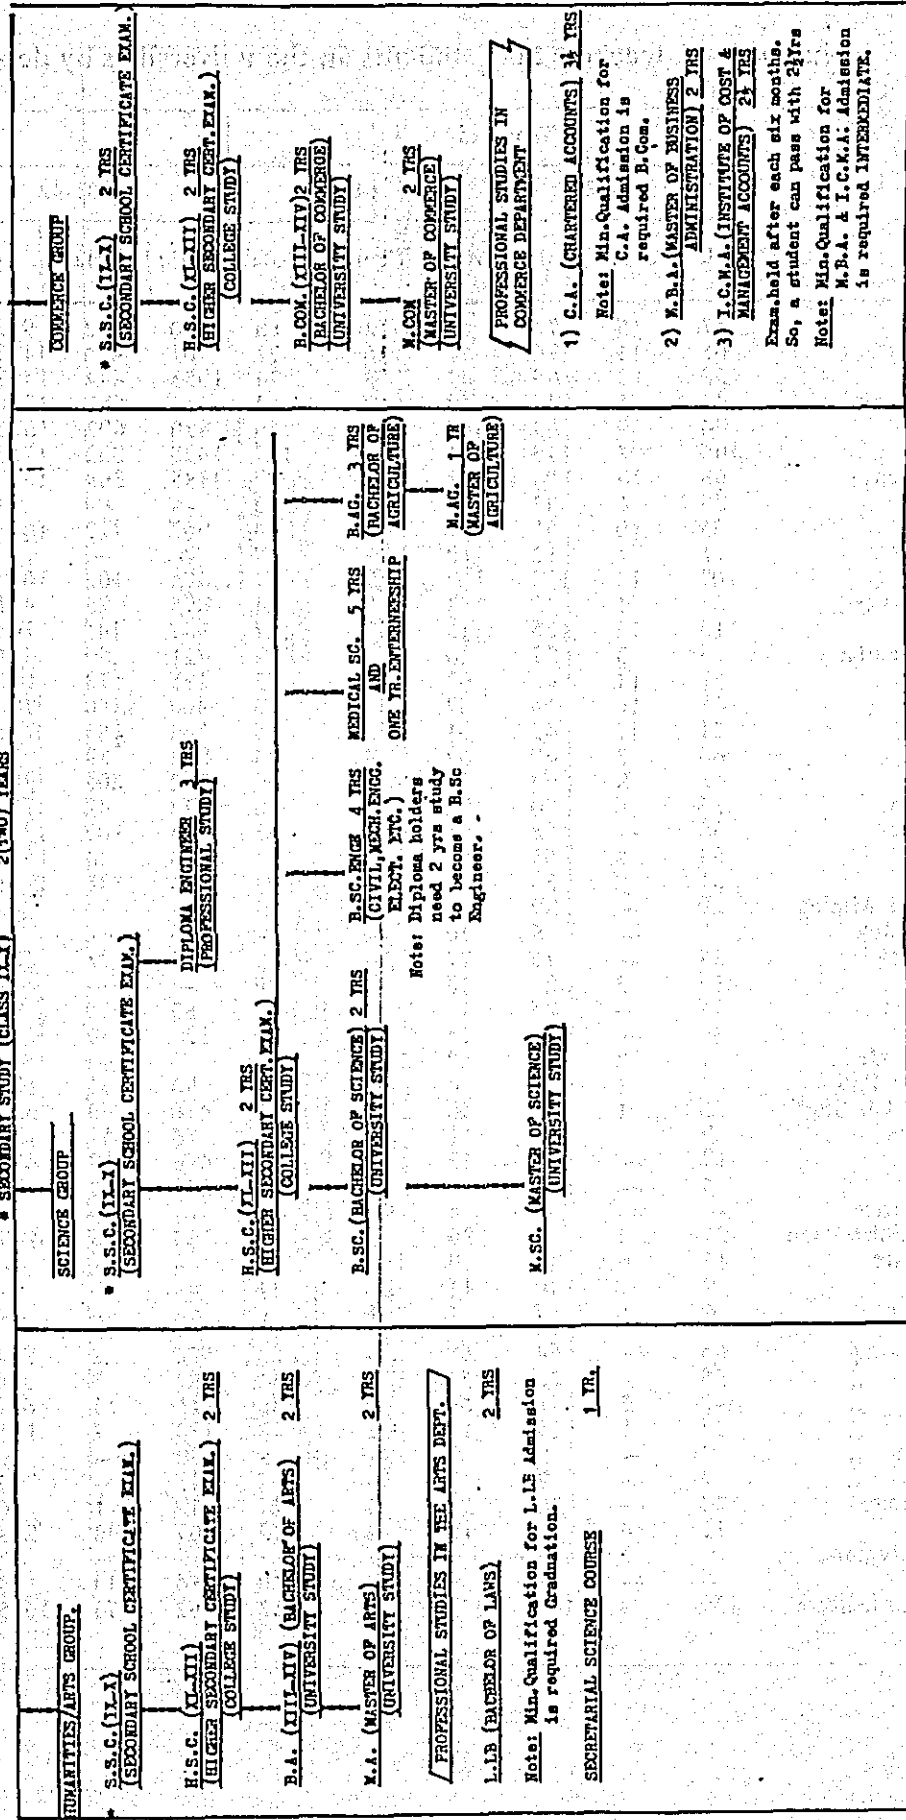 * SECONDARY STUDY (CLASS IX-X) 2(TWO) YEARS
HUMANITIES/ARTS GROUP.
* S.S.C.(IX-X)
(SECONDARY SCHOOL CERTIFICATE EXAM.)
H.S.C. (XI-XII)
(HIGHER SECONDARY CERTIFICATE EXAM.) 2 YRS
(COLLEGE STUDY)
B.A. (XIII-XIV) (BACHELOR OF ARTS) 2 YRS
(UNIVERSITY STUDY)
M.A. (MASTER OF ARTS) 2 YRS
(UNIVERSITY STUDY)
PROFESSIONAL STUDIES IN THE ARTS DEPT.
L.LB (BACHELOR OF LAWS) 2 YRS
Note: Min.Qualification for L.LB Admission
is required Graduation.
SECRETARIAL SCIENCE COURSE 1 YR.
SCIENCE GROUP
* S.S.C.(IX-X)
(SECONDARY SCHOOL CERTIFICATE EXAM.)
DIPLOMA ENGINEER 3 YRS
(PROFESSIONAL STUDY)
H.S.C.(XI-XII) 2 YRS
(HIGHER SECONDARY CERT.EXAM.)
(COLLEGE STUDY)
B.SC.(BACHELOR OF SCIENCE) 2 YRS
(UNIVERSITY STUDY)
M.SC. (MASTER OF SCIENCE)
(UNIVERSITY STUDY)
B.SC.ENGG 4 YRS
(CIVIL,MECH.ENGG.
ELECT. ETC.)
Note: Diploma holders
need 2 yrs study
to become a B.Sc
Engineer.
MEDICAL SC. 5 YRS
AND
ONE YR.ENTERNERSHIP
B.AG. 3 YRS
(BACHELOR OF
AGRICULTURE)
M.AG. 1 YR
(MASTER OF
AGRICULTURE)
COMMERCE GROUP
* S.S.C.(IX-X) 2 YRS
(SECONDARY SCHOOL CERTIFICATE EXAM.)
H.S.C.(XI-XII) 2 YRS
(HIGHER SECONDARY CERT.EXAM.)
(COLLEGE STUDY)
B.COM.(XIII-XIV)2 YRS
(BACHELOR OF COMMERCE)
(UNIVERSITY STUDY)
M.COM 2 YRS
(MASTER OF COMMERCE)
(UNIVERSITY STUDY)
PROFESSIONAL STUDIES IN
COMMERCE DEPARTMENT
1) C.A. (CHARTERED ACCOUNTS) 3½ YRS
Note: Min.Qualification for
C.A. Admission is
required B.Com.
2) M.B.A.(MASTER OF BUSINESS
ADMINISTRATION) 2 YRS
3) I.C.M.A.(INSTITUTE OF COST &
MANAGEMENT ACCOUNTS) 2½ YRS
Exam.held after each six months.
So, a student can pass with 2½Yrs
Note: Min.Qualification for
M.B.A. & I.C.M.A. Admission
is required INTERMEDIATE.